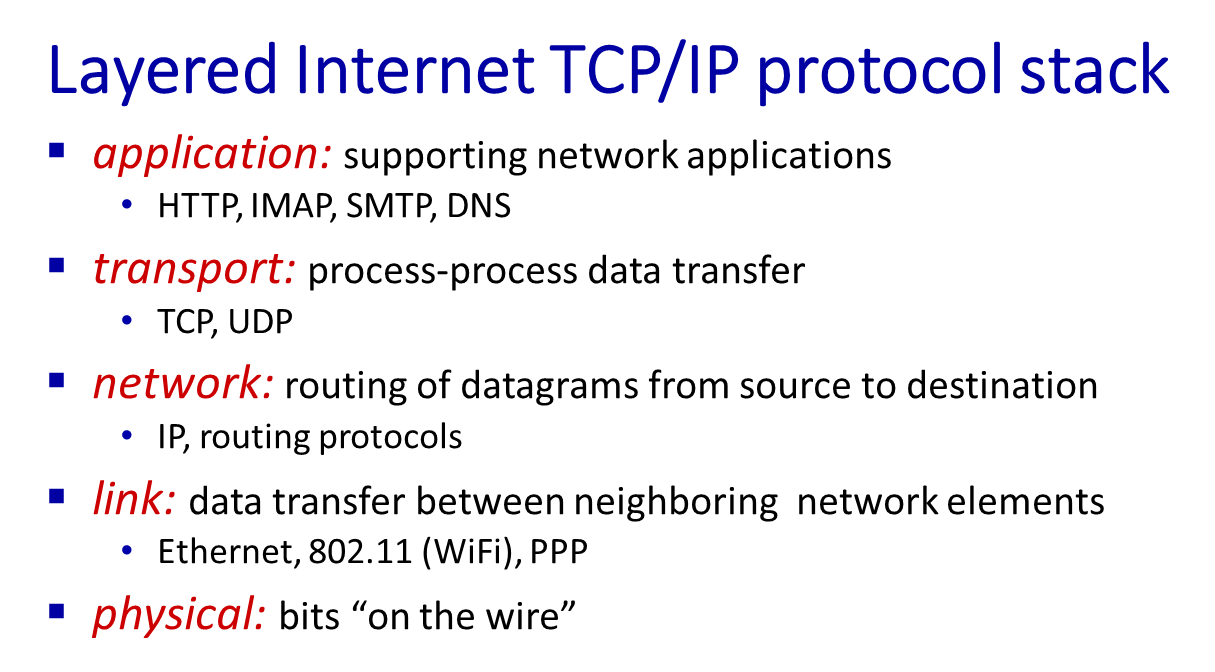 Layered Internet TCP/IP protocol stack
▪ application: supporting network applications
• HTTP, IMAP, SMTP, DNS
▪ transport: process-process data transfer
• TCP, UDP
▪ network: routing of datagrams from source to destination
• IP, routing protocols
▪ link: data transfer between neighboring  network elements
• Ethernet, 802.11 (WiFi), PPP
▪ physical: bits “on the wire”